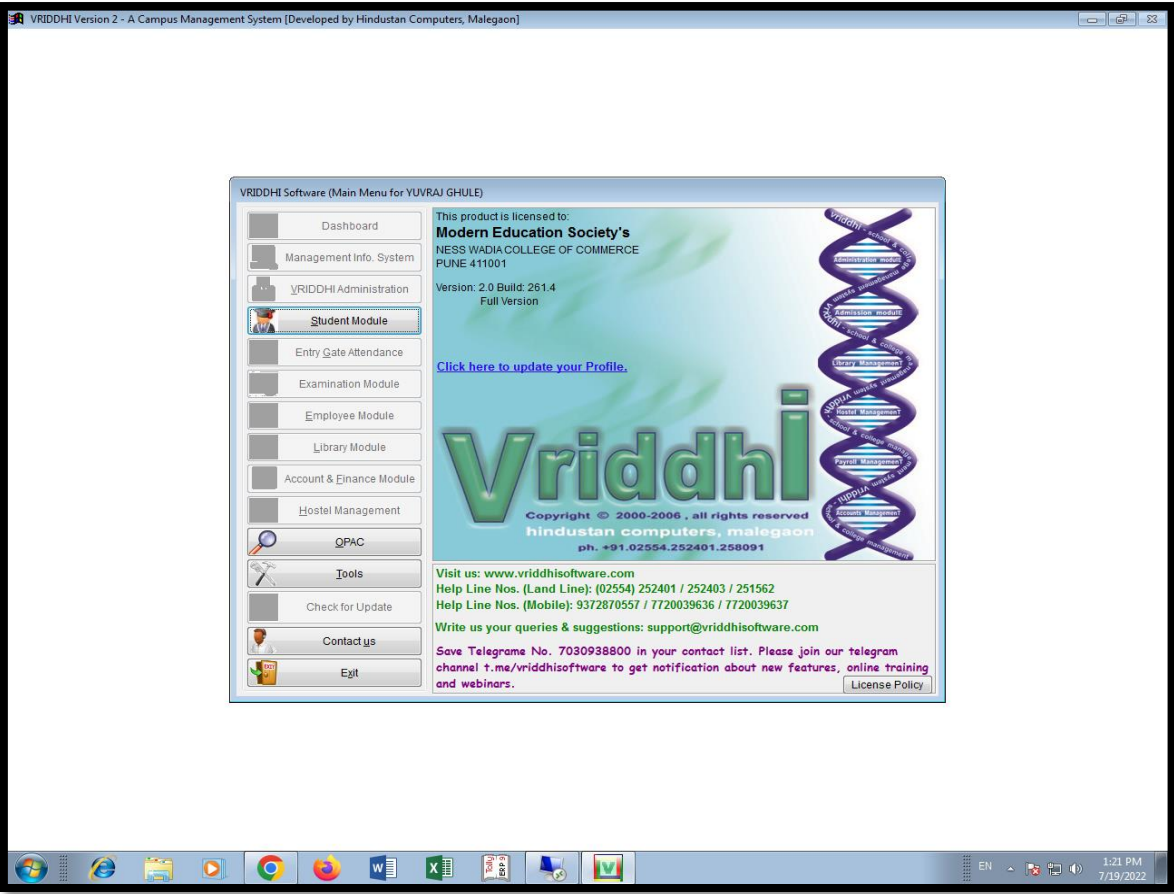 VRIDDHI Version 2 - A Campus Management System [Developed by Hindustan Computers, Malegaon]
VRIDDHI Software (Main Menu for YUVRAJ GHULE)
Dashboard
Management Info. System
VRIDDHI Administration
Student Module
Entry Gate Attendance
Examination Module
Employee Module
Library Module
Account & Finance Module
Hostel Management
OPAC
Tools
Check for Update
Contact us
Exit
This product is licensed to:
Modern Education Society's
NESS WADIA COLLEGE OF COMMERCE
PUNE 411001
Version: 2.0 Build: 261.4
Full Version
Click here to update your Profile.
Vriddhi
Copyright © 2000-2006 , all rights reserved
hindustan computers, malegaon
ph. +91.02554.252401.258091
Administration modulE
Admission modulE
Library ManagemenT
Hostel ManagemenT
Payroll ManagemenT
Accounts ManagemenT
Visit us: www.vriddhisoftware.com
Help Line Nos. (Land Line): (02554) 252401 / 252403 / 251562
Help Line Nos. (Mobile): 9372870557 / 7720039636 / 7720039637
Write us your queries & suggestions: support@vriddhisoftware.com
Save Telegrame No. 7030938800 in your contact list. Please join our telegram
channel t.me/vriddhisoftware to get notification about new features, online training
and webinars.
License Policy
EN
1:21 PM
7/19/2022